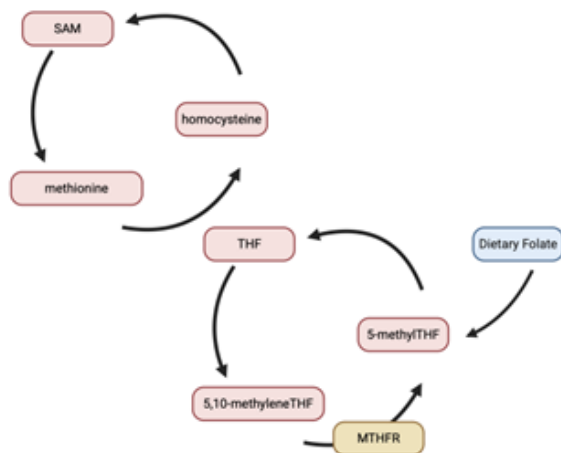 SAM
homocysteine
methionine
THF
Dietary Folate
5-methylTHF
5,10-methyleneTHF
MTHFR